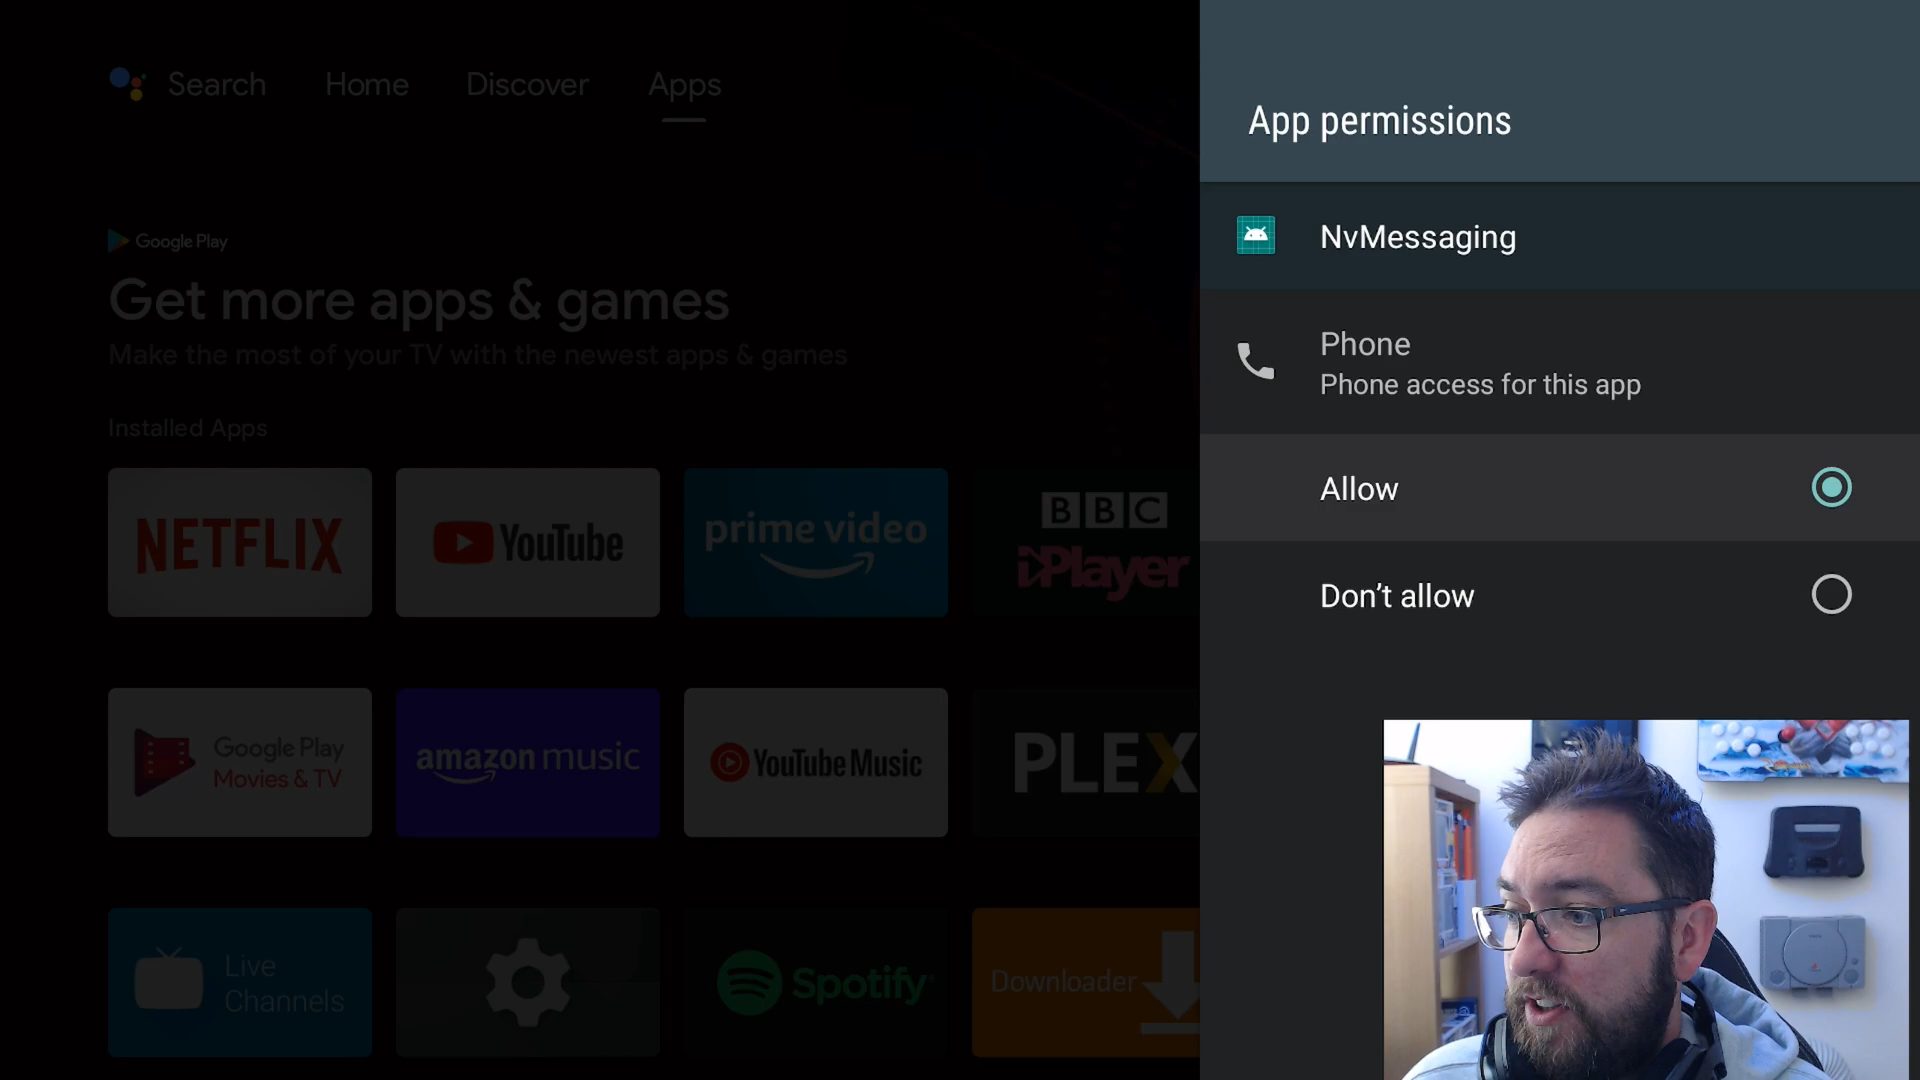 Search Home Discover Apps
Google Play
Get more apps & games
Make the most of your TV with the newest apps & games
Installed Apps
NETFLIX
YouTube
prime video
BBC
iPlayer
Google Play
Movies & TV
amazon music
YouTube Music
PLEX
Live
Channels
Spotify
Downloader
App permissions
NvMessaging
Phone
Phone access for this app
Allow
Don’t allow